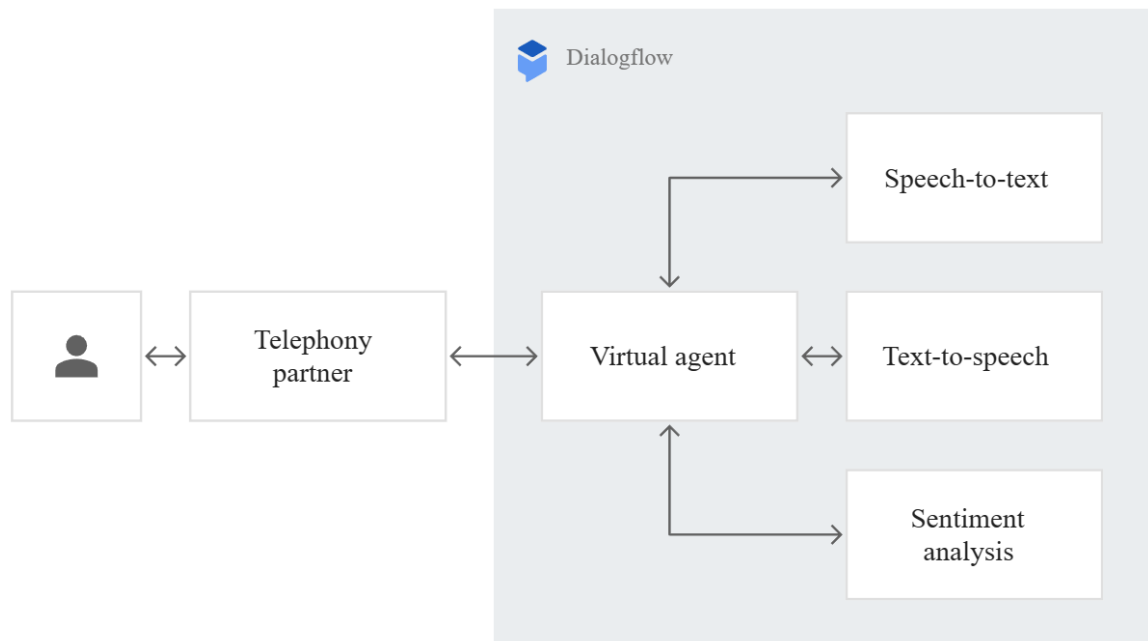 Dialogflow
Speech-to-text
Telephony
partner
Virtual agent
Text-to-speech
Sentiment
analysis